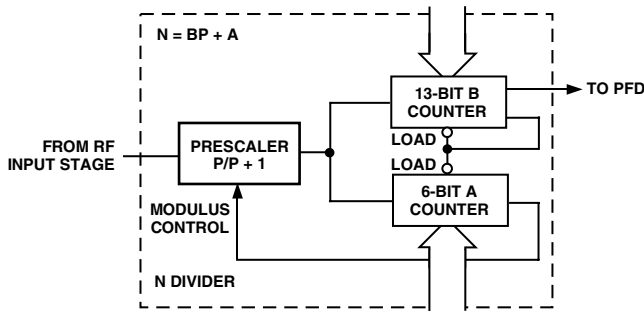 N = BP + A
13-BIT B
COUNTER
TO PFD
LOAD
LOAD
FROM RF
INPUT STAGE
PRESCALER
P/P + 1
6-BIT A
COUNTER
MODULUS
CONTROL
N DIVIDER